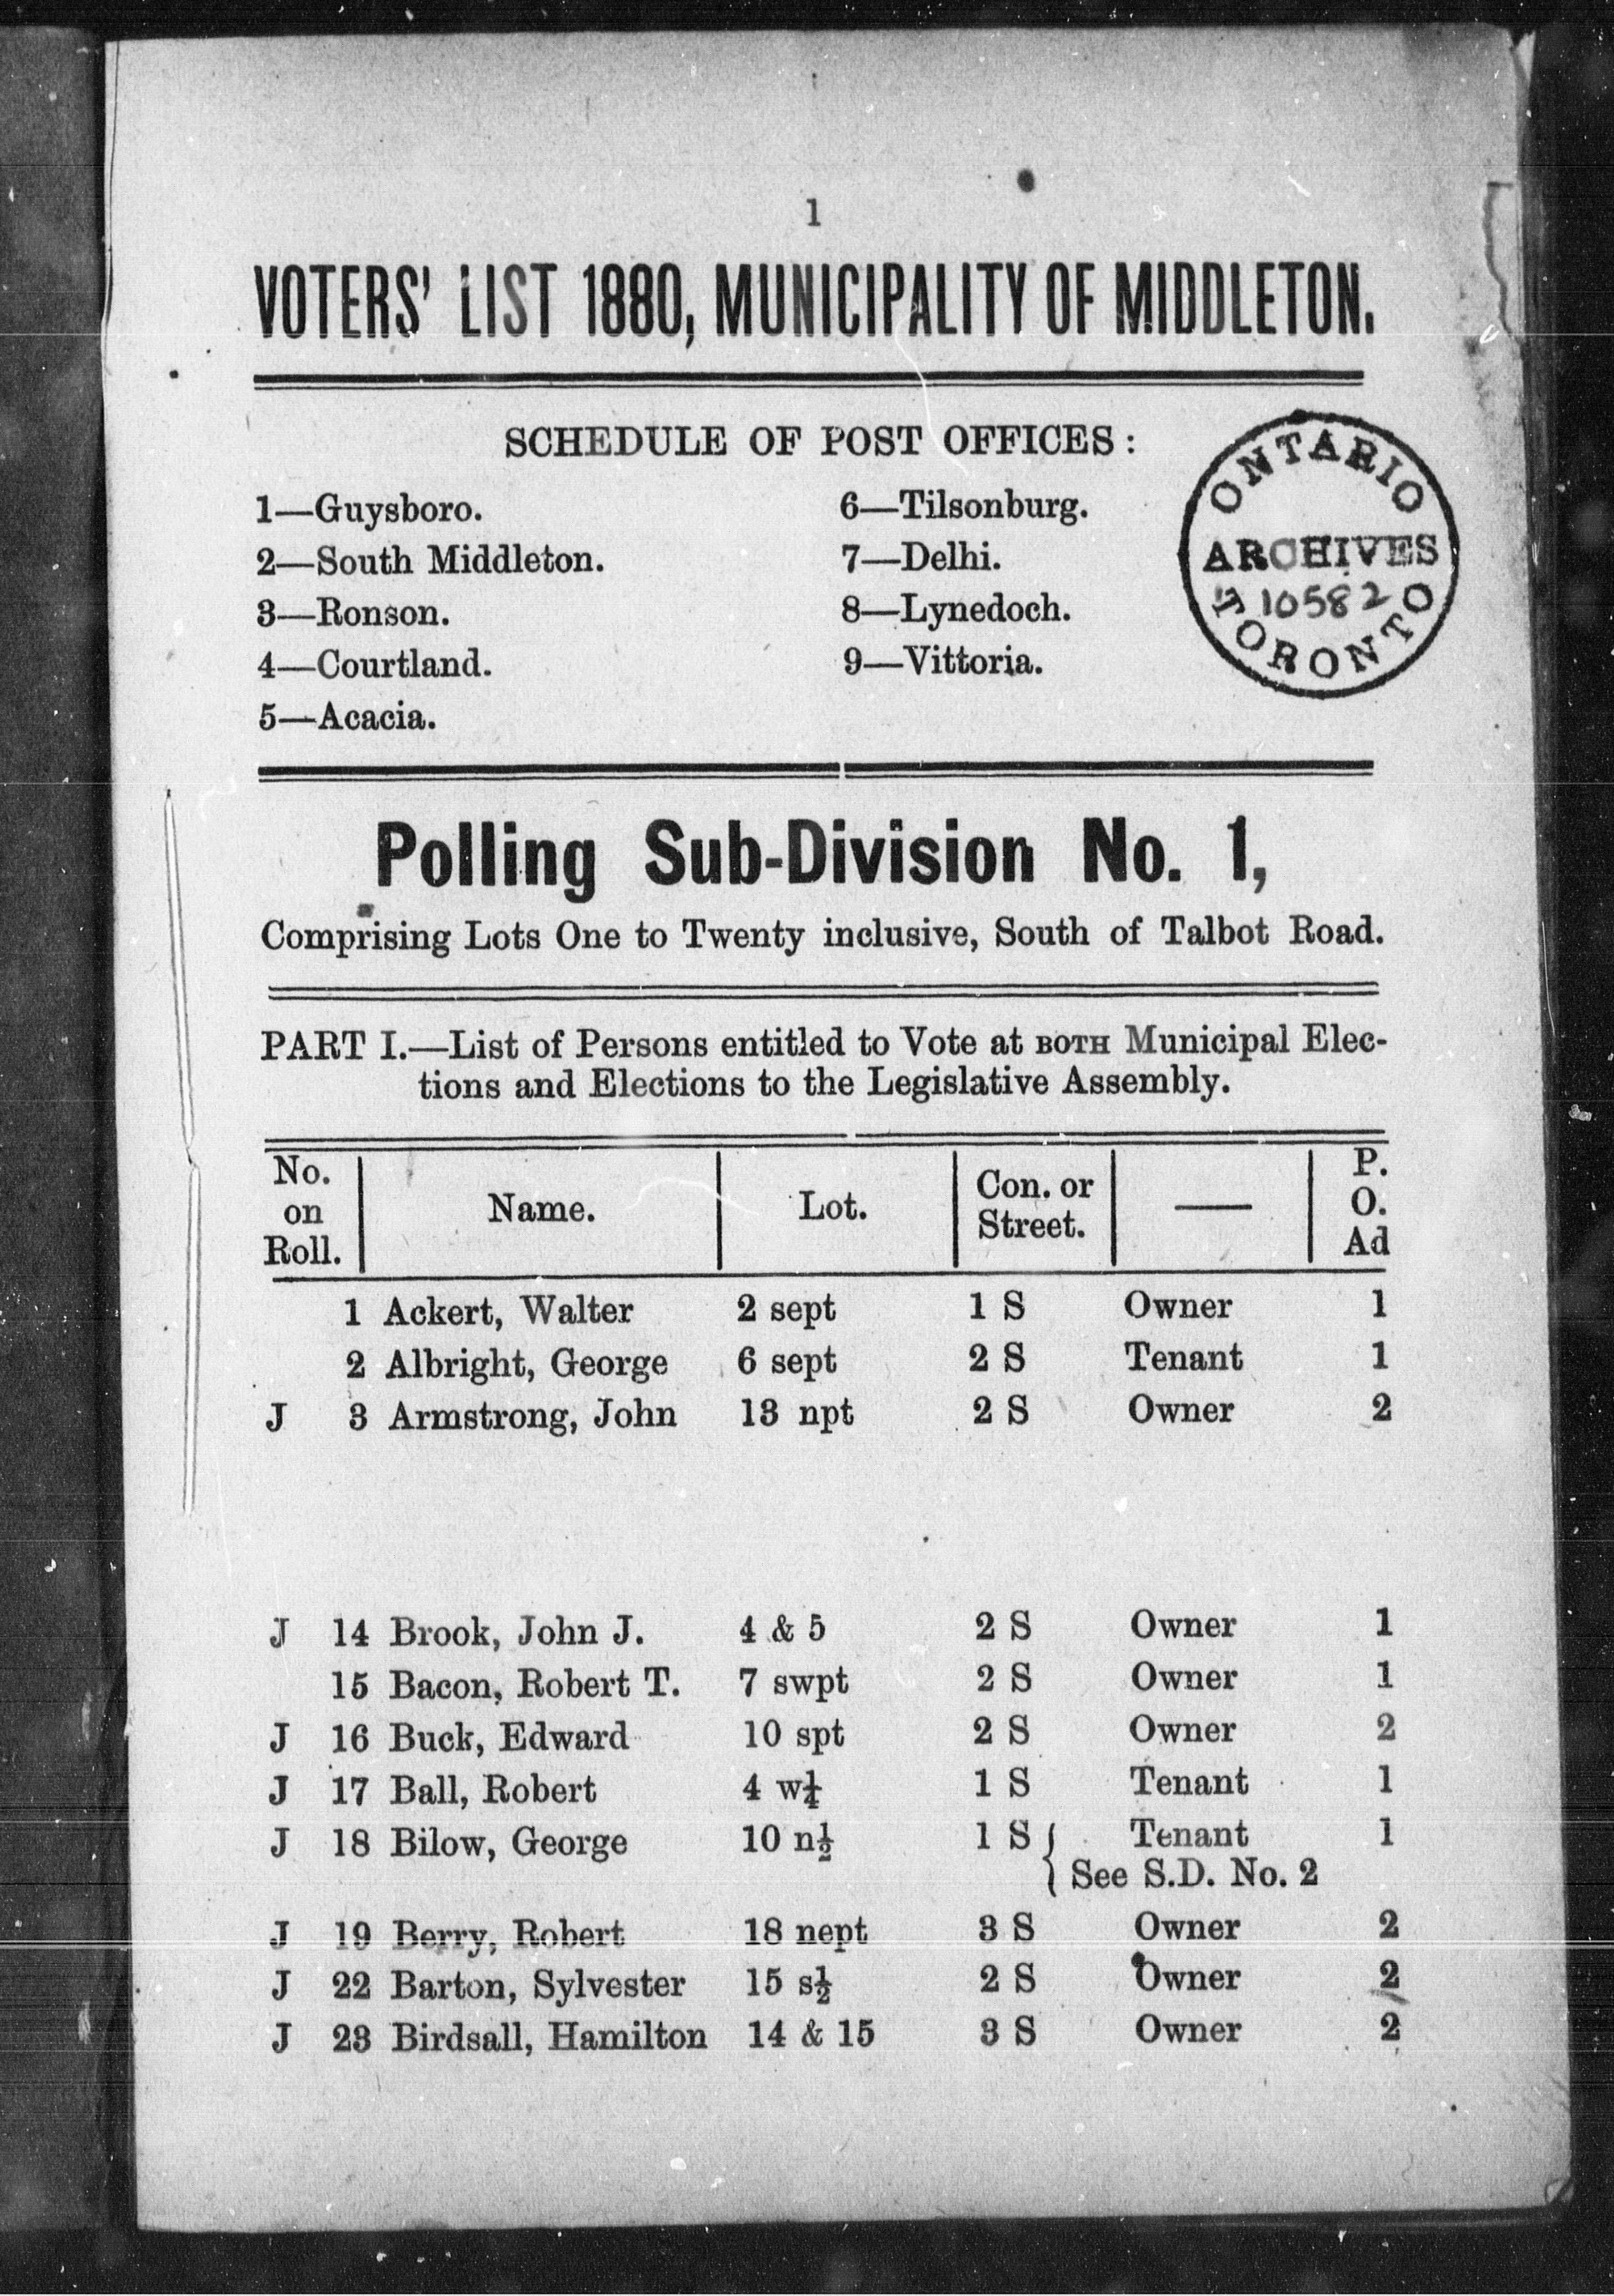 1
VOTERS' LIST 1880, MUNICIPALITY OF MIDDLETON.
SCHEDULE OF POST OFFICES:
1—Guysboro.
2—South Middleton.
3—Ronson.
4—Courtland.
5—Acacia.
6—Tilsonburg.
7—Delhi.
8—Lynedoch.
9—Vittoria.
ONTARIO
ARCHIVES
10582
TORONTO
Polling Sub-Division No. 1,
Comprising Lots One to Twenty inclusive, South of Talbot Road.
PART I.—List of Persons entitled to Vote at BOTH Municipal Elec-
tions and Elections to the Legislative Assembly.
No. on Roll. Name. Lot. Con. or Street. — P. O. Ad
1 Ackert, Walter 2 sept 1 S Owner 1
2 Albright, George 6 sept 2 S Tenant 1
J 3 Armstrong, John 13 npt 2 S Owner 2
J 14 Brook, John J. 4 & 5 2 S Owner 1
15 Bacon, Robert T. 7 swpt 2 S Owner 1
J 16 Buck, Edward 10 spt 2 S Owner 2
J 17 Ball, Robert 4 w¼ 1 S Tenant 1
J 18 Bilow, George 10 n½ 1 S { Tenant 1
See S.D. No. 2
J 19 Berry, Robert 18 nept 3 S Owner 2
J 22 Barton, Sylvester 15 s½ 2 S Owner 2
J 23 Birdsall, Hamilton 14 & 15 3 S Owner 2